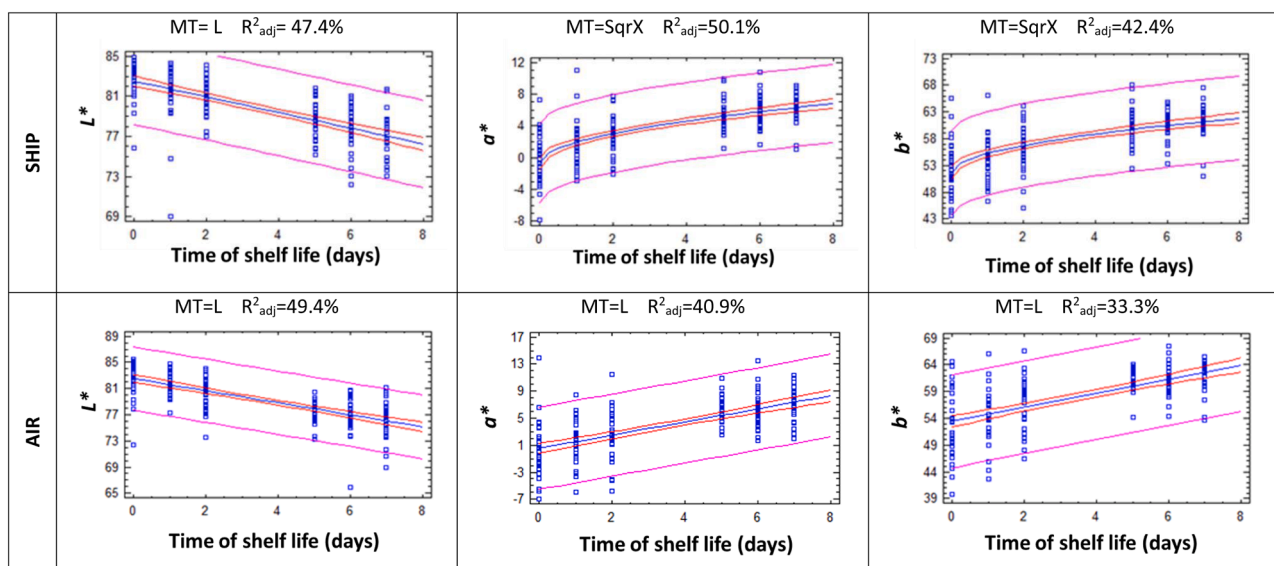 SHIP
MT= L R²adj= 47.4%
L*
85
81
77
73
69
0 2 4 6 8
Time of shelf life (days)
MT=SqrX R²adj=50.1%
a*
12
8
4
0
-4
-8
0 2 4 6 8
Time of shelf life (days)
MT=SqrX R²adj=42.4%
b*
73
68
63
58
53
48
43
0 2 4 6 8
Time of shelf life (days)
AIR
MT=L R²adj=49.4%
L*
89
85
81
77
73
69
65
0 2 4 6 8
Time of shelf life (days)
MT=L R²adj=40.9%
a*
17
13
9
5
1
-3
-7
0 2 4 6 8
Time of shelf life (days)
MT=L R²adj=33.3%
b*
69
64
59
54
49
44
39
0 2 4 6 8
Time of shelf life (days)